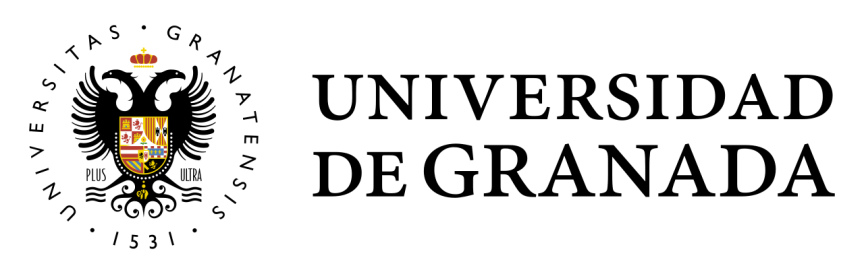 UNIVERSITAS · GRANATENSIS
· 1531 ·
PLUS ULTRA
UNIVERSIDAD
DE GRANADA